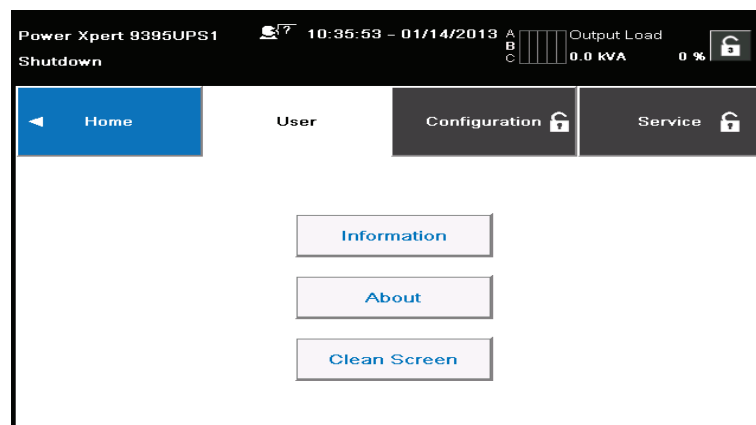 Power Xpert 9395UPS1
Shutdown
? 10:35:53 - 01/14/2013
A
B
C
Output Load
0.0 kVA 0 %
3
Home
User
Configuration
Service
Information
About
Clean Screen